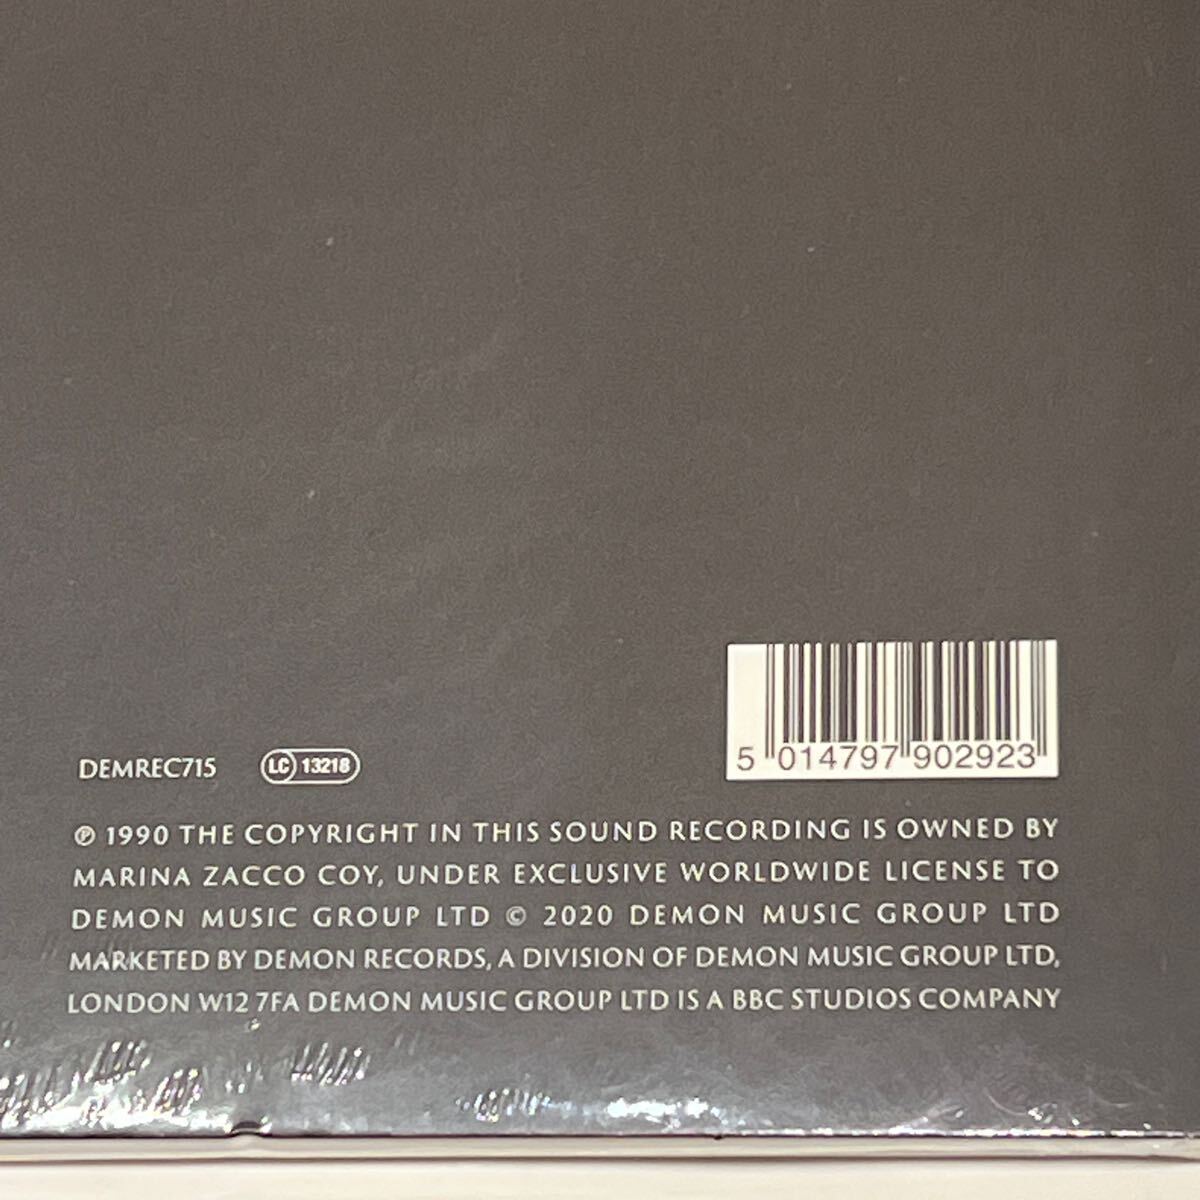 5 014797 902923
DEMREC715 LC 13218
℗ 1990 THE COPYRIGHT IN THIS SOUND RECORDING IS OWNED BY
MARINA ZACCO COY, UNDER EXCLUSIVE WORLDWIDE LICENSE TO
DEMON MUSIC GROUP LTD © 2020 DEMON MUSIC GROUP LTD
MARKETED BY DEMON RECORDS, A DIVISION OF DEMON MUSIC GROUP LTD,
LONDON W12 7FA DEMON MUSIC GROUP LTD IS A BBC STUDIOS COMPANY